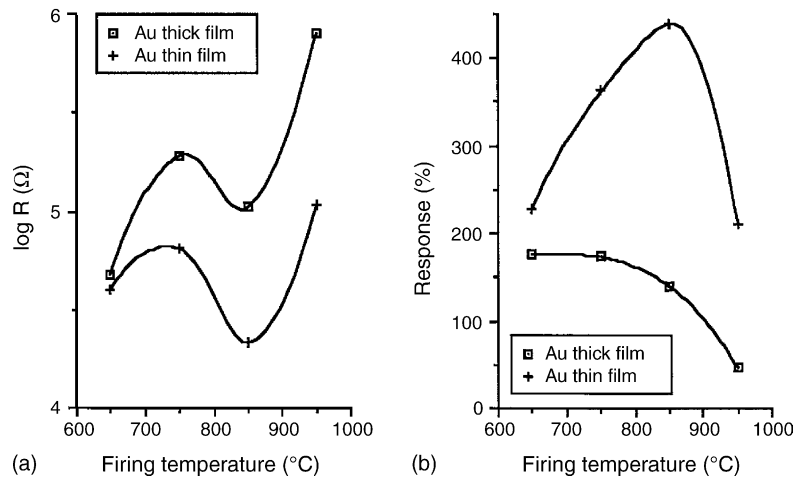 6
Au thick film
Au thin film
5
4
log R (Ω)
600 700 800 900 1000
(a) Firing temperature (°C)
400
300
200
150
100
0
Response (%)
Au thick film
Au thin film
600 700 800 900 1000
(b) Firing temperature (°C)